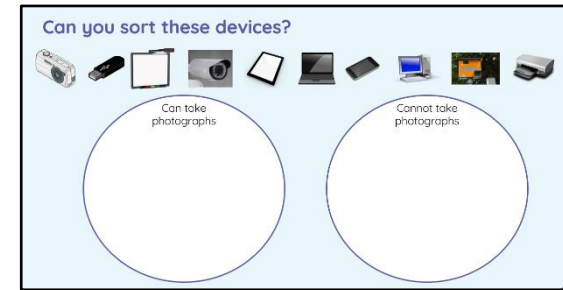 Can you sort these devices?
Can take
photographs
Cannot take
photographs